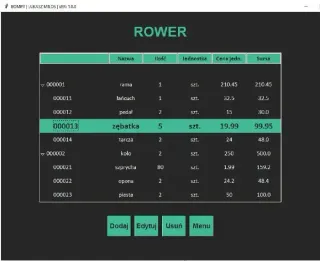 ROWER
Nazwa Ilość Jednostka Cena jedn. Suma
000001 rama 1 szt. 210.45 210.45
000011 łańcuch 1 szt. 32.5 32.5
000012 pedał 2 szt. 15 30.0
000013 zębatka 5 szt. 19.99 99.95
000014 tarcza 2 szt. 24 48.0
000002 koło 2 szt. 250 500.0
000021 szprycha 80 szt. 1.99 159.2
000022 opona 2 szt. 24.2 48.4
000023 piasta 2 szt. 50 100.0
Dodaj Edytuj Usuń Menu